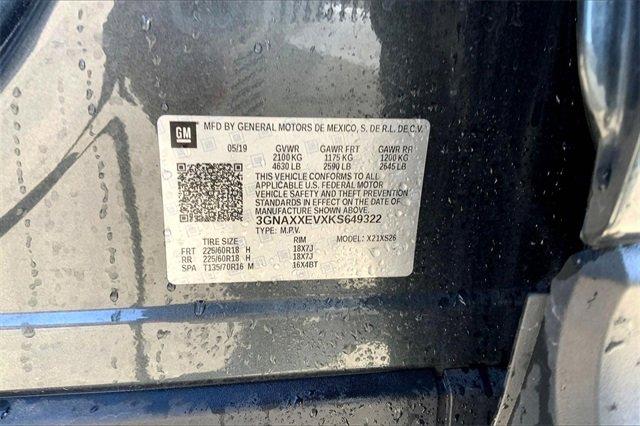 GM MFD BY GENERAL MOTORS DE MEXICO, S. DE R.L. DE C.V.
05/19 GVWR GAWR FRT GAWR RR
2100 KG 1175 KG 1200 KG
4630 LB 2590 LB 2645 LB
THIS VEHICLE CONFORMS TO ALL
APPLICABLE U.S. FEDERAL MOTOR
VEHICLE SAFETY AND THEFT PREVENTION
STANDARDS IN EFFECT ON THE DATE OF
MANUFACTURE SHOWN ABOVE.
3GNAXXEVXKS649322
TYPE: M.P.V. MODEL: X21XS26
TIRE SIZE RIM
FRT 225/60R18 H 18X7J
RR 225/60R18 H 18X7J
SPA T135/70R16 M 16X4BT